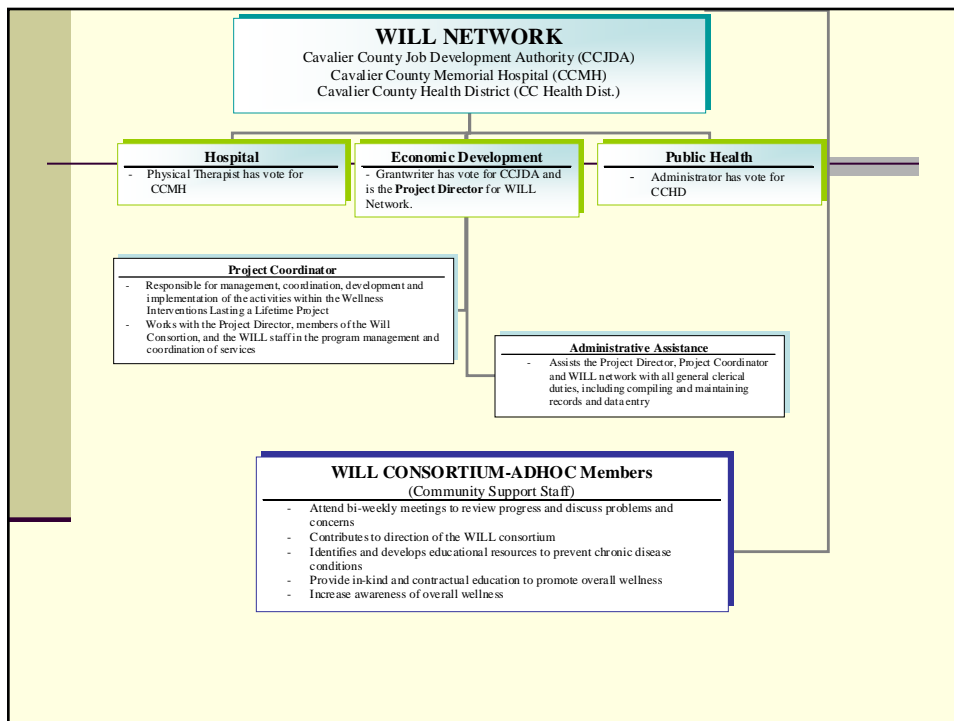 WILL NETWORK
Cavalier County Job Development Authority (CCJDA)
Cavalier County Memorial Hospital (CCMH)
Cavalier County Health District (CC Health Dist.)
Hospital
- Physical Therapist has vote for
CCMH
Economic Development
- Grantwriter has vote for CCJDA and
is the Project Director for WILL
Network.
Public Health
- Administrator has vote for
CCHD
Project Coordinator
- Responsible for management, coordination, development and
implementation of the activities within the Wellness
Interventions Lasting a Lifetime Project
- Works with the Project Director, members of the Will
Consortion, and the WILL staff in the program management and
coordination of services
Administrative Assistance
- Assists the Project Director, Project Coordinator
and WILL network with all general clerical
duties, including compiling and maintaining
records and data entry
WILL CONSORTIUM-ADHOC Members
(Community Support Staff)
- Attend bi-weekly meetings to review progress and discuss problems and
concerns
- Contributes to direction of the WILL consortium
- Identifies and develops educational resources to prevent chronic disease
conditions
- Provide in-kind and contractual education to promote overall wellness
- Increase awareness of overall wellness